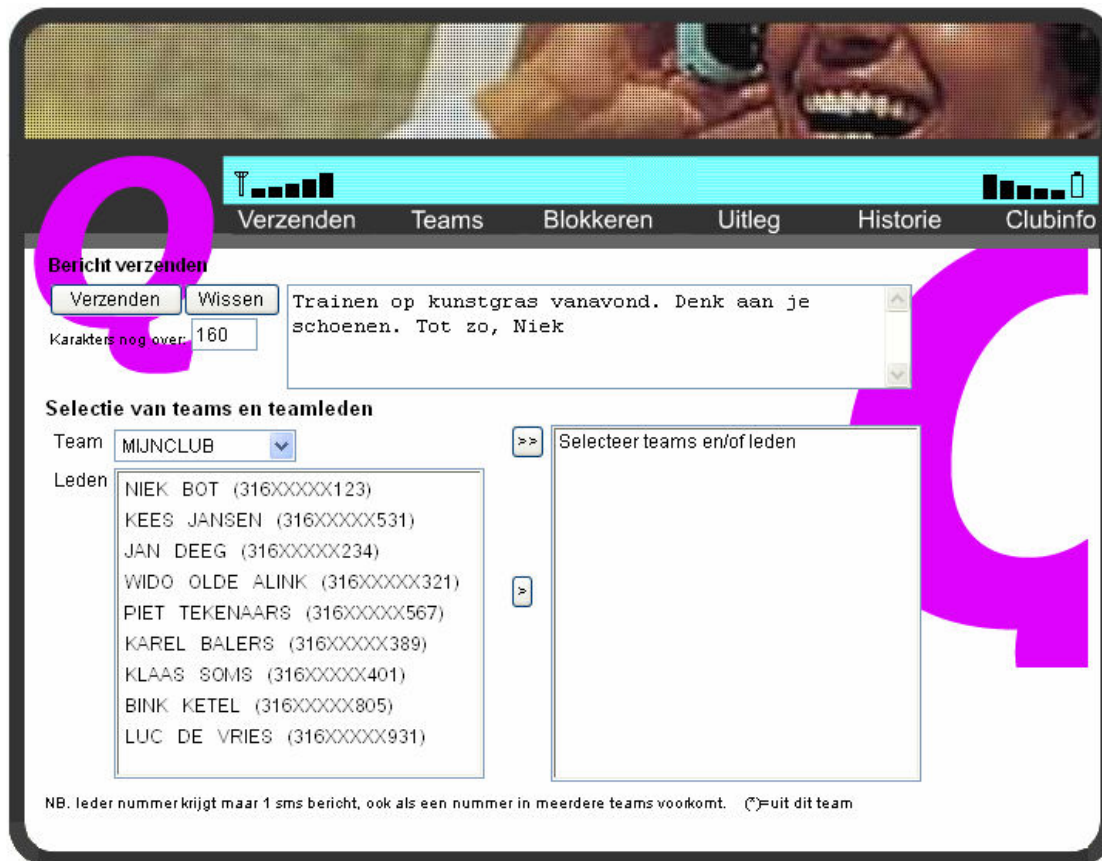 Q
Verzenden Teams Blokkeren Uitleg Historie Clubinfo
Bericht verzenden
Verzenden Wissen
Karakters nog over: 160
Trainen op kunstgras vanavond. Denk aan je
schoenen. Tot zo, Niek
Selectie van teams en teamleden
Team MIJNCLUB >> Selecteer teams en/of leden
Leden
NIEK BOT (316XXXXX123)
KEES JANSEN (316XXXXX531)
JAN DEEG (316XXXXX234)
WIDO OLDE ALINK (316XXXXX321)
>
PIET TEKENAARS (316XXXXX567)
KAREL BALERS (316XXXXX389)
KLAAS SOMS (316XXXXX401)
BINK KETEL (316XXXXX805)
LUC DE VRIES (316XXXXX931)
NB. Ieder nummer krijgt maar 1 sms bericht, ook als een nummer in meerdere teams voorkomt. (*)=uit dit team